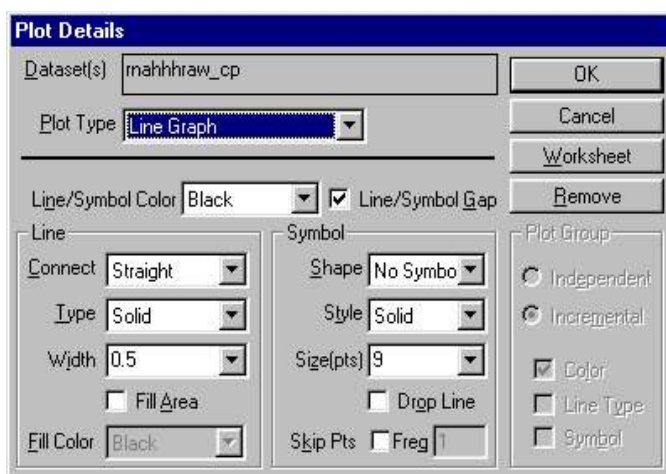 Plot Details
Dataset(s) mahhhraw_cp
OK
Plot Type Line Graph
Cancel
Worksheet
Line/Symbol Color Black Line/Symbol Gap
Remove
Line
Connect Straight
Type Solid
Width 0.5
Fill Area
Fill Color Black
Symbol
Shape No Symbo
Style Solid
Size(pts) 9
Drop Line
Skip Pts Freg 1
Plot Group
Independent
Incremental
Color
Line Type
Symbol